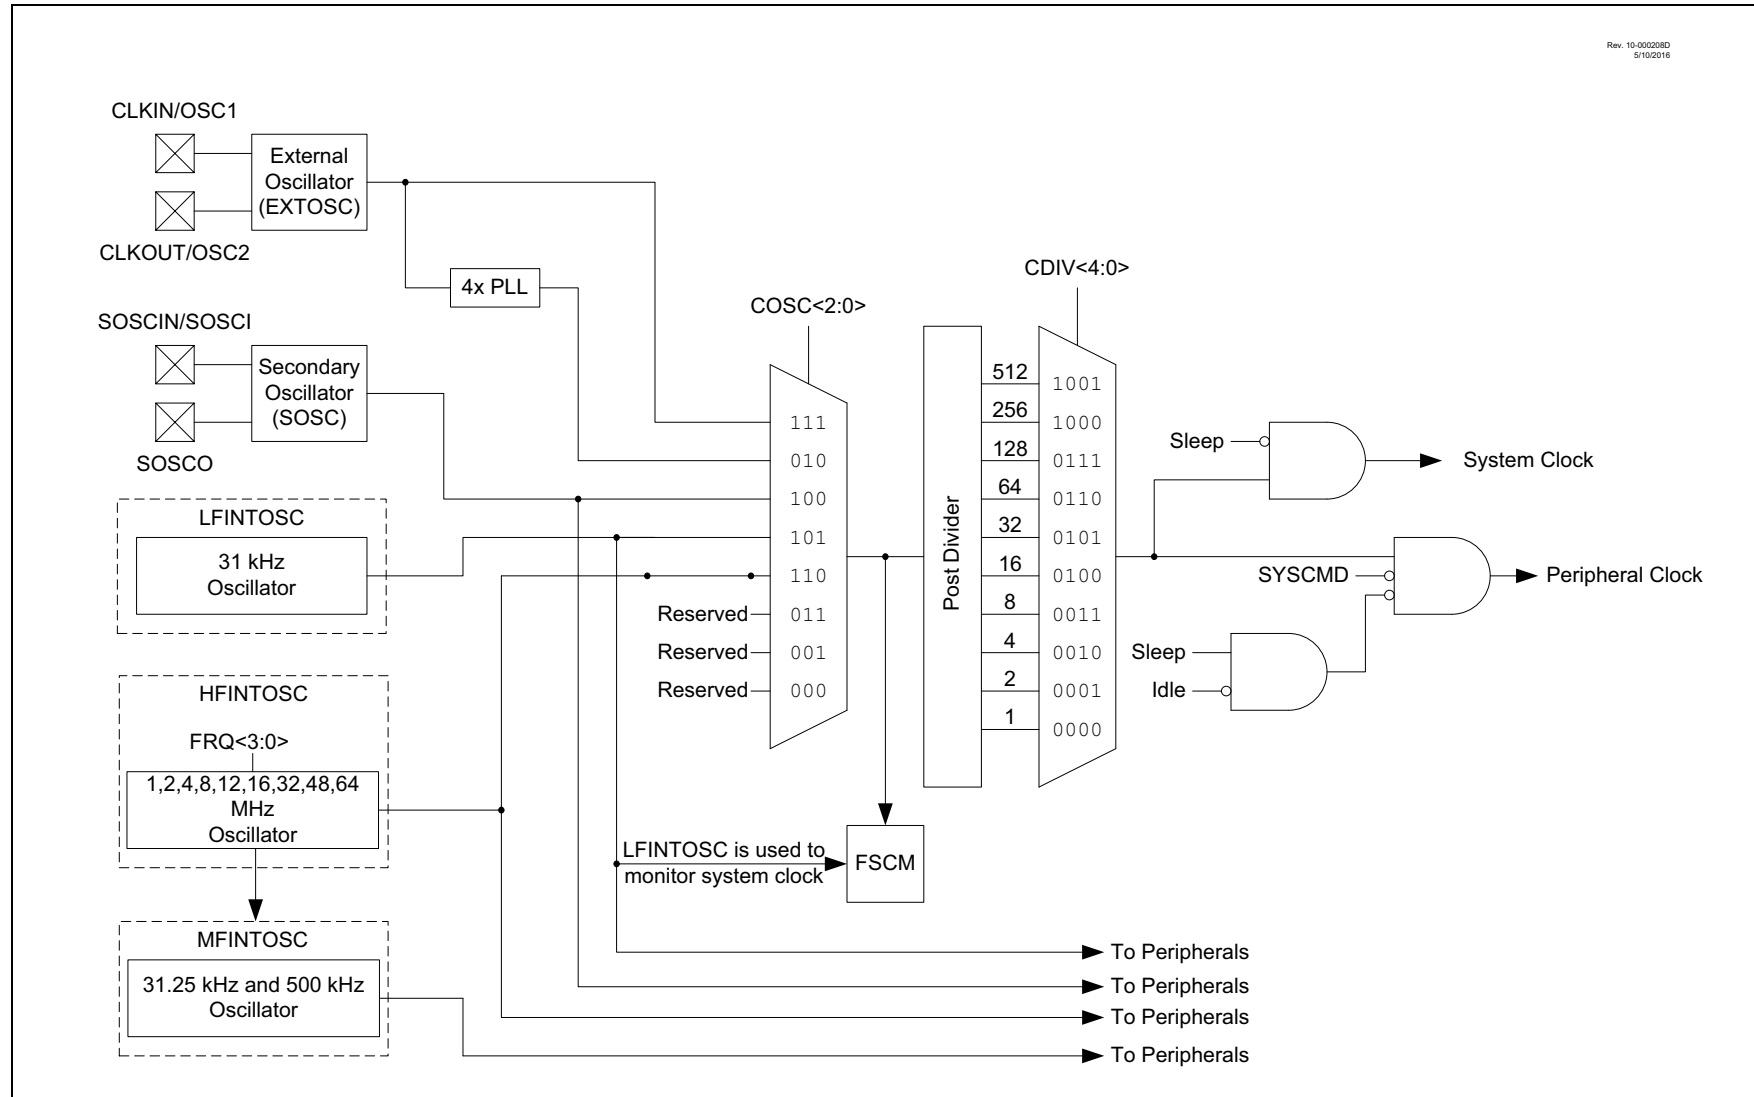 Rev. 10-000208D
5/10/2016
CLKIN/OSC1
External
Oscillator
(EXTOSC)
CLKOUT/OSC2
4x PLL
SOSCIN/SOSCI
Secondary
Oscillator
(SOSC)
SOSCO
LFINTOSC
31 kHz
Oscillator
HFINTOSC
FRQ<3:0>
1,2,4,8,12,16,32,48,64
MHz
Oscillator
MFINTOSC
31.25 kHz and 500 kHz
Oscillator
COSC<2:0>
111
010
100
101
110
Reserved 011
Reserved 001
Reserved 000
LFINTOSC is used to
monitor system clock
FSCM
Post Divider
CDIV<4:0>
512 1001
256 1000
128 0111
64 0110
32 0101
16 0100
8 0011
4 0010
2 0001
1 0000
Sleep
System Clock
SYSCMD
Peripheral Clock
Sleep
Idle
To Peripherals
To Peripherals
To Peripherals
To Peripherals